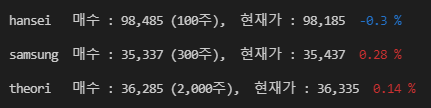 hansei 매수 : 98,485 (100주), 현재가 : 98,185 -0.3 %
samsung 매수 : 35,337 (300주), 현재가 : 35,437 0.28 %
theori 매수 : 36,285 (2,000주), 현재가 : 36,335 0.14 %